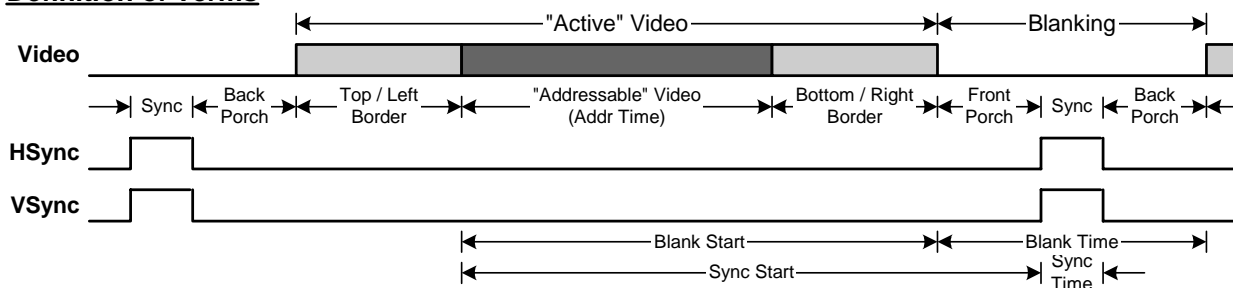 Definition of Terms
"Active" Video
Blanking
Video
Sync
Back
Porch
Top / Left
Border
"Addressable" Video
(Addr Time)
Bottom / Right
Border
Front
Porch
Sync
Back
Porch
HSync
VSync
Blank Start
Blank Time
Sync Start
Sync
Time